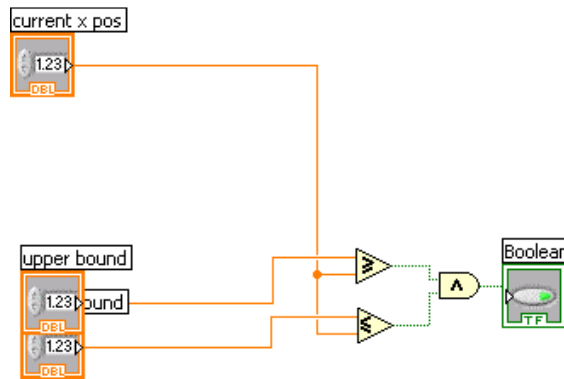 current x pos
1.23
DBL
upper bound
1.23
ound
DBL
1.23
DBL
≥
≤
∧
Boolean
TF